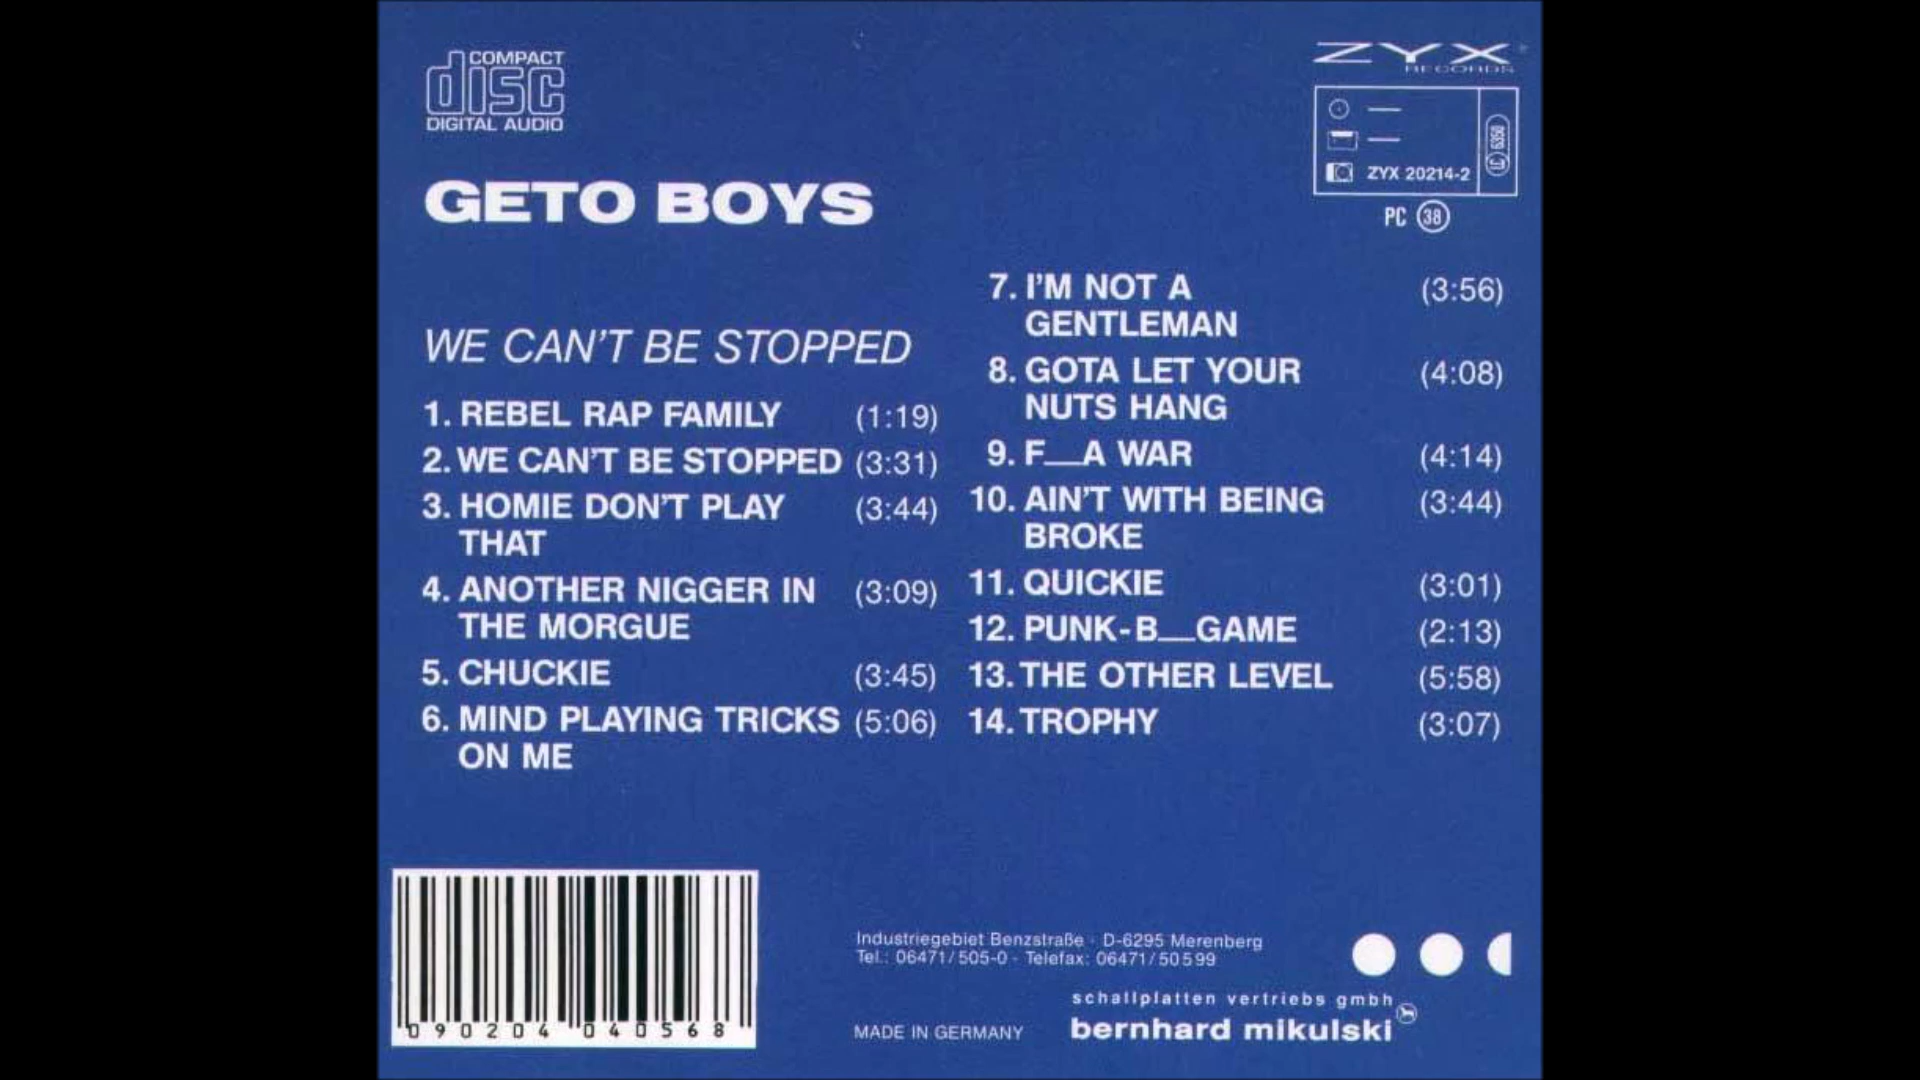 COMPACT
disc
DIGITAL AUDIO
ZYX
RECORDS
ZYX 20214-2
LC 6350
PC 38
GETO BOYS
WE CAN'T BE STOPPED
1. REBEL RAP FAMILY (1:19)
2. WE CAN'T BE STOPPED (3:31)
3. HOMIE DON'T PLAY (3:44)
THAT
4. ANOTHER NIGGER IN (3:09)
THE MORGUE
5. CHUCKIE (3:45)
6. MIND PLAYING TRICKS (5:06)
ON ME
7. I'M NOT A (3:56)
GENTLEMAN
8. GOTA LET YOUR (4:08)
NUTS HANG
9. F__A WAR (4:14)
10. AIN'T WITH BEING (3:44)
BROKE
11. QUICKIE (3:01)
12. PUNK-B__GAME (2:13)
13. THE OTHER LEVEL (5:58)
14. TROPHY (3:07)
090204 040568
Industriegebiet Benzstraße · D-6295 Merenberg
Tel.: 06471/505-0 - Telefax: 06471/50599
schallplatten vertriebs gmbh
MADE IN GERMANY bernhard mikulski